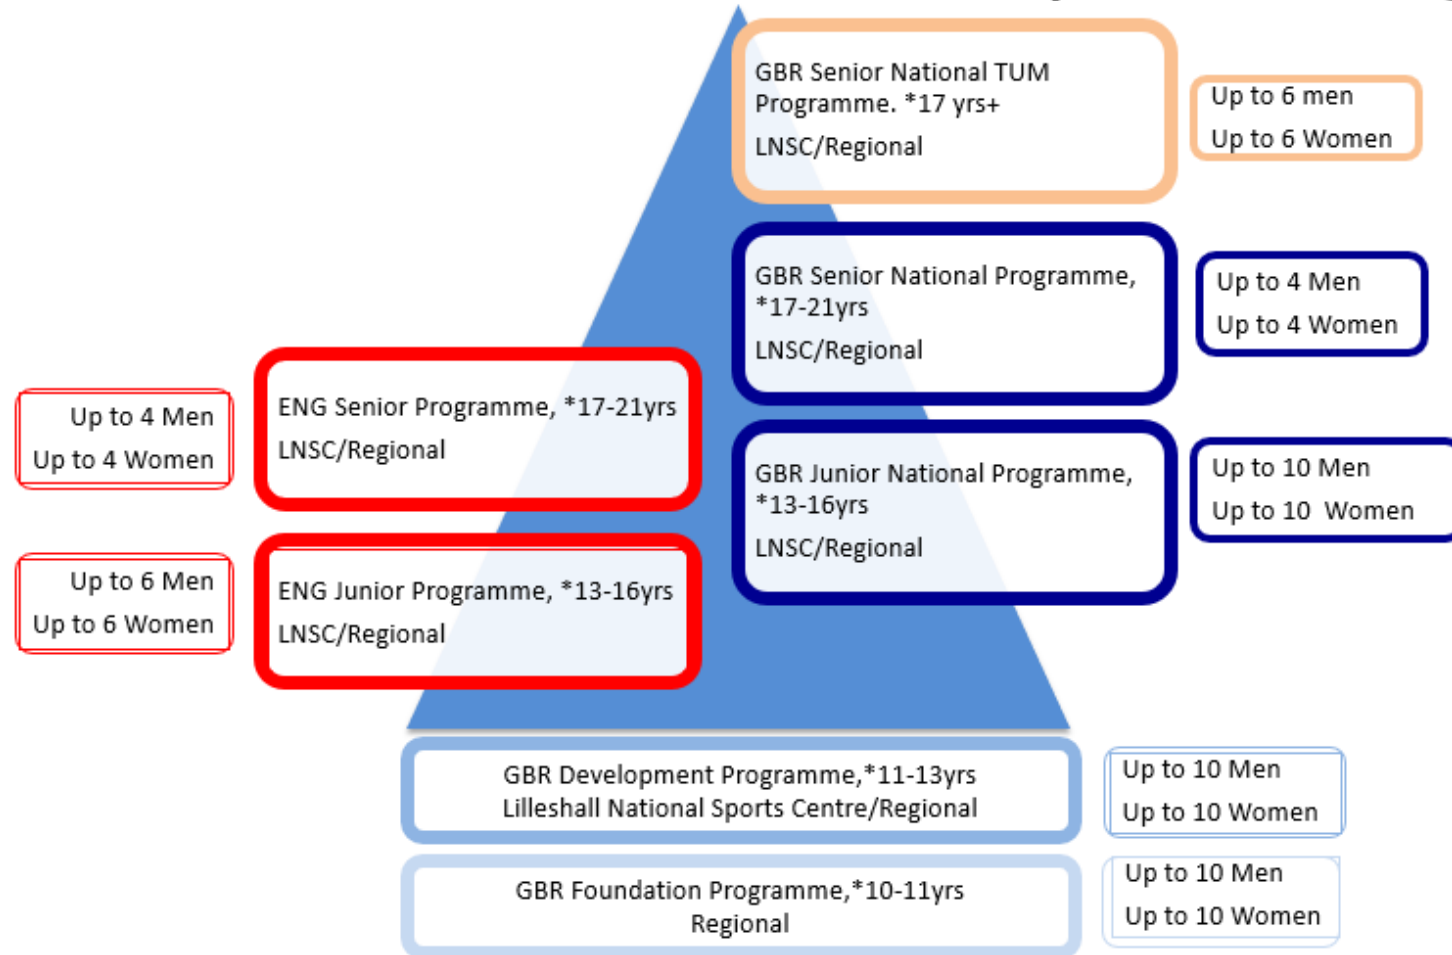 GBR Senior National TUM
Programme. *17 yrs+
LNSC/Regional
Up to 6 men
Up to 6 Women
GBR Senior National Programme,
*17-21yrs
LNSC/Regional
Up to 4 Men
Up to 4 Women
Up to 4 Men
Up to 4 Women
ENG Senior Programme, *17-21yrs
LNSC/Regional
GBR Junior National Programme,
*13-16yrs
LNSC/Regional
Up to 10 Men
Up to 10  Women
Up to 6 Men
Up to 6 Women
ENG Junior Programme, *13-16yrs
LNSC/Regional
GBR Development Programme,*11-13yrs
Lilleshall National Sports Centre/Regional
Up to 10 Men
Up to 10 Women
GBR Foundation Programme,*10-11yrs
Regional
Up to 10 Men
Up to 10 Women